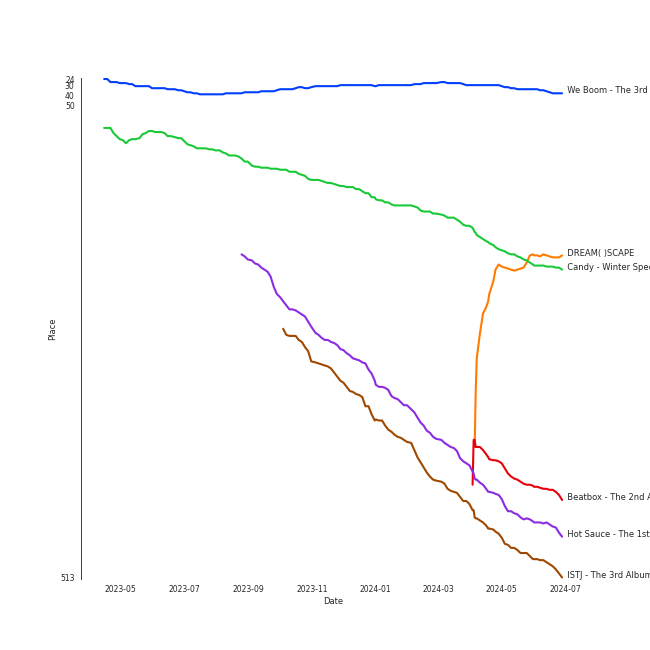 24
30
40
50
513
Place
We Boom - The 3rd
DREAM( )SCAPE
Candy - Winter Spe
Beatbox - The 2nd
Hot Sauce - The 1st
ISTJ - The 3rd Album
2023-05 2023-07 2023-09 2023-11 2024-01 2024-03 2024-05 2024-07
Date